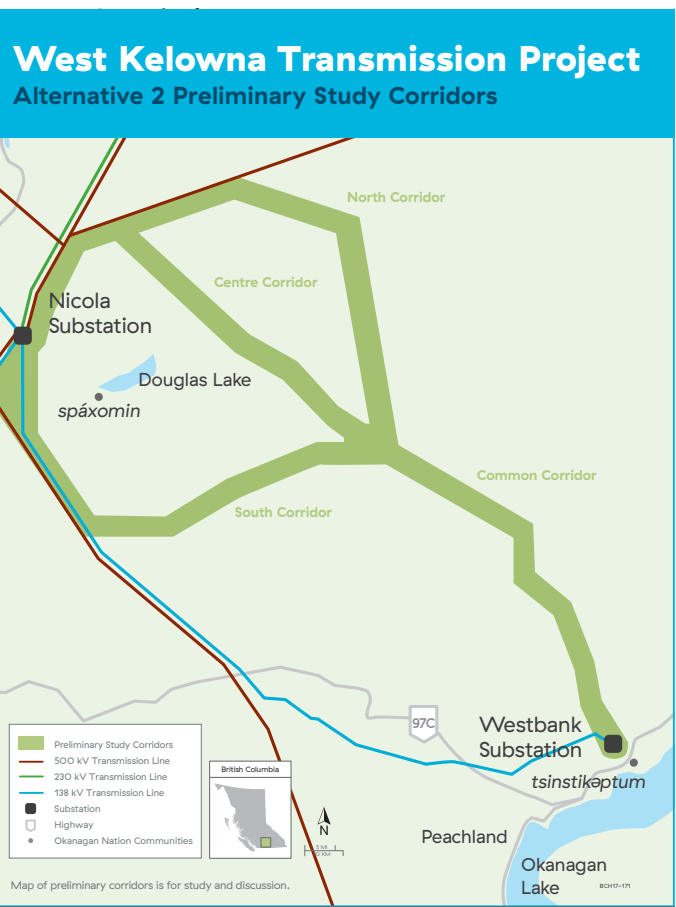 West Kelowna Transmission Project
Alternative 2 Preliminary Study Corridors
North Corridor
Centre Corridor
Nicola
Substation
Douglas Lake
spáxomin
Common Corridor
South Corridor
97C
Westbank
Substation
tsinstikəptum
Preliminary Study Corridors
500 kV Transmission Line
230 kV Transmission Line
138 kV Transmission Line
Substation
Highway
Okanagan Nation Communities
British Columbia
N
5 MI
KM
Peachland
Okanagan
Lake
BCH17-171
Map of preliminary corridors is for study and discussion.